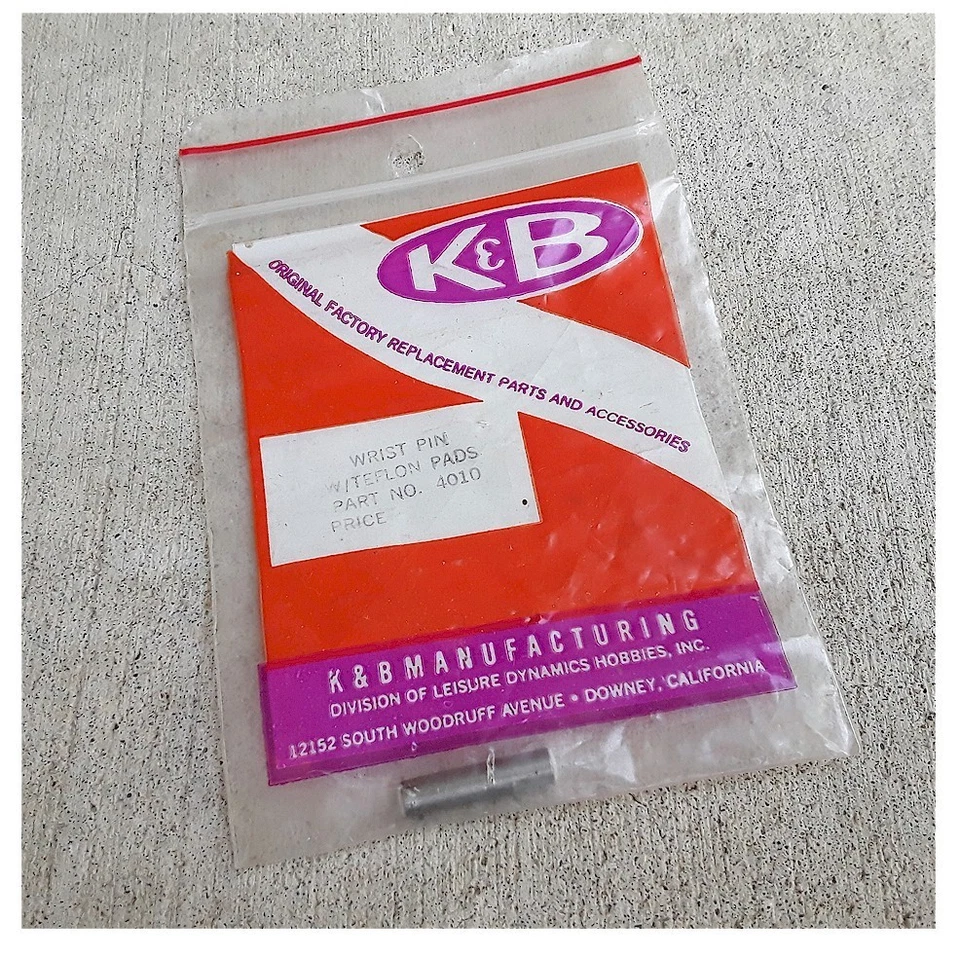 K&B
ORIGINAL FACTORY REPLACEMENT PARTS AND ACCESSORIES
WRIST PIN
W/TEFLON PADS
PART NO. 4010
PRICE
K & B MANUFACTURING
DIVISION OF LEISURE DYNAMICS HOBBIES, INC.
12152 SOUTH WOODRUFF AVENUE • DOWNEY, CALIFORNIA